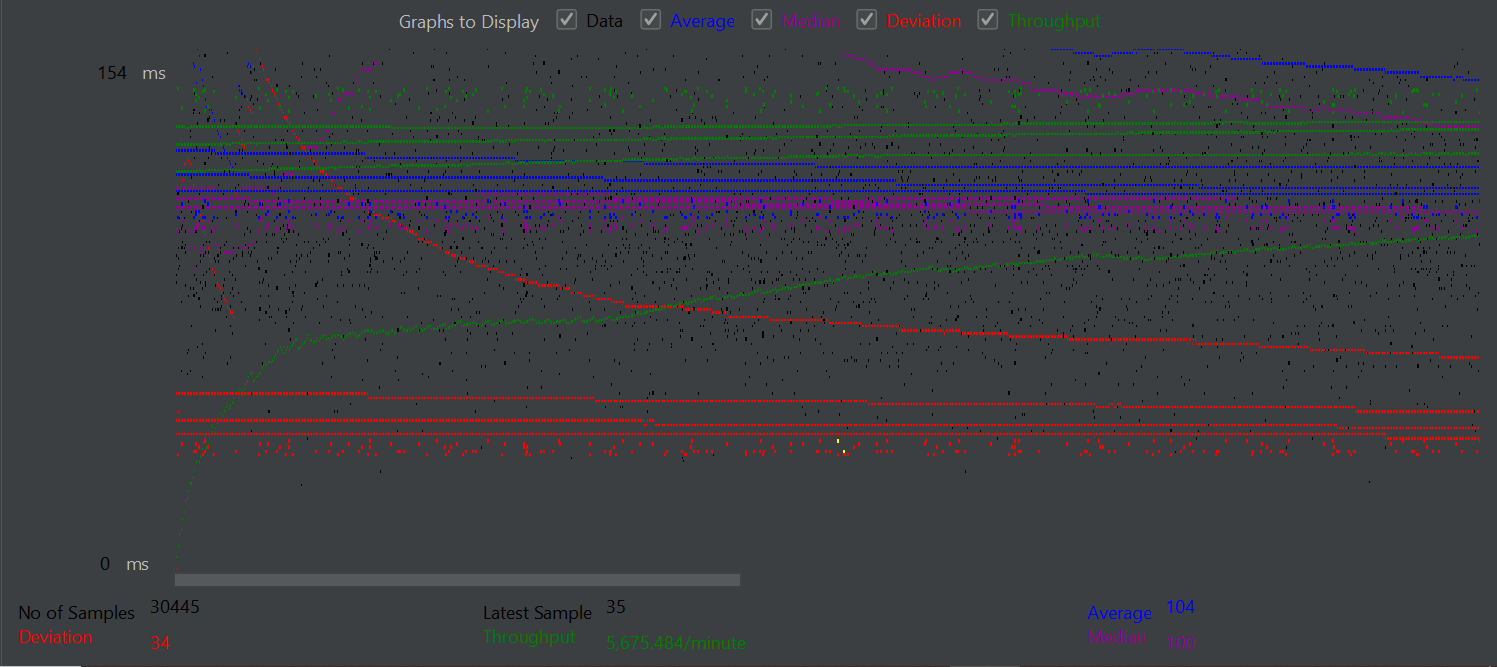 Graphs to Display Data Average Median Deviation Throughput
154 ms
0 ms
No of Samples 30445 Latest Sample 35 Average 104
Deviation 34 Throughput 5,675.484/minute Median 100